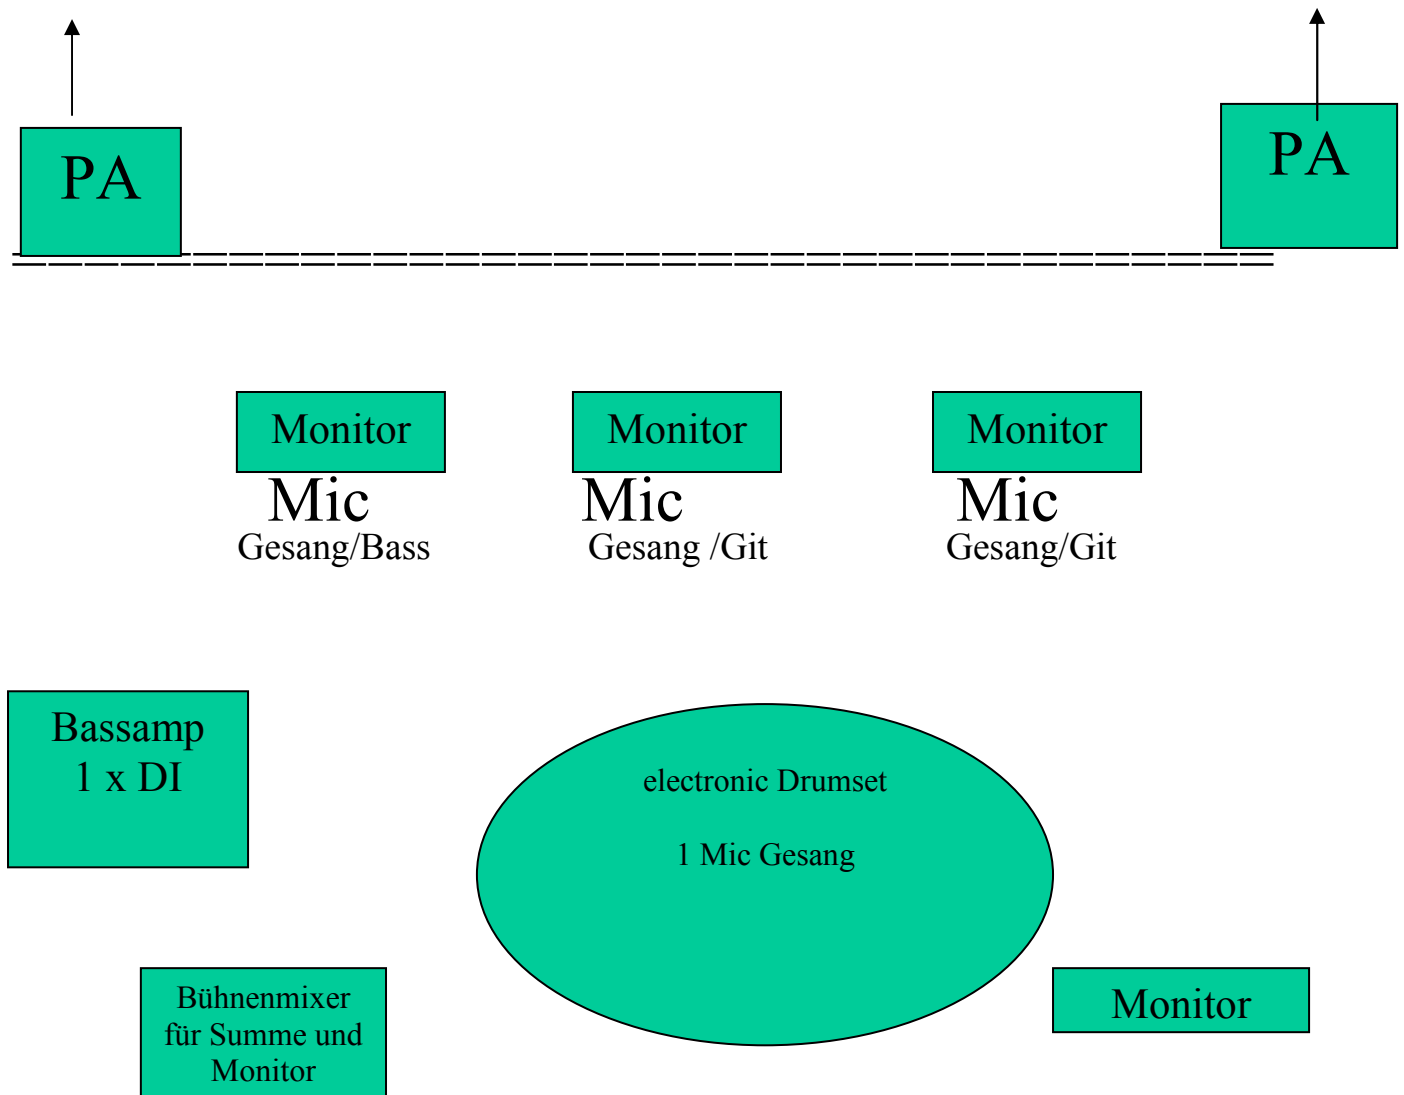 PA
PA
Monitor
Monitor
Monitor
Mic
Mic
Mic
Gesang/Bass
Gesang /Git
Gesang/Git
Bassamp
1 x DI
electronic Drumset
1 Mic Gesang
Bühnenmixer
für Summe und
Monitor
Monitor